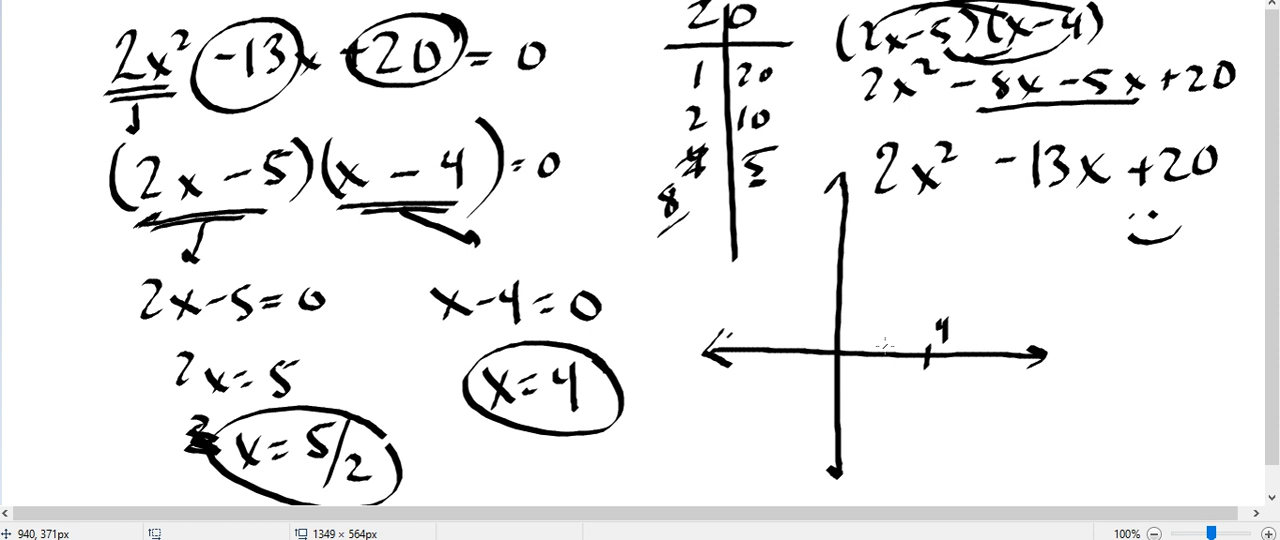 2x² -13x +20 = 0
(2x - 5)(x - 4) = 0
2x-5=0
x-4=0
2x=5
x=4
x=5/2
20
1 20
2 10
4 5
8
(2x-5)(x-4)
2x² - 8x - 5x + 20
2x² - 13x + 20
4
940, 371px
1349 × 564px
100%